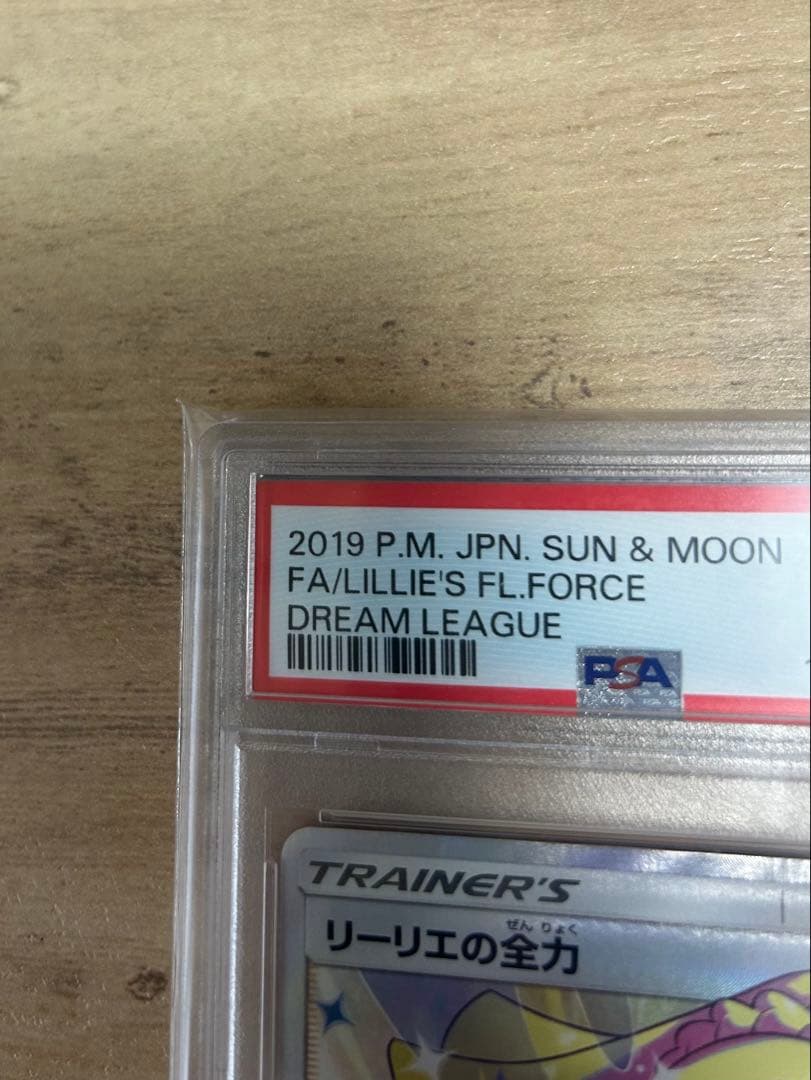 2019 P.M. JPN. SUN & MOON
FA/LILLIE'S FL.FORCE
DREAM LEAGUE
PSA
TRAINER'S
ぜんりょく
リーリエの全力